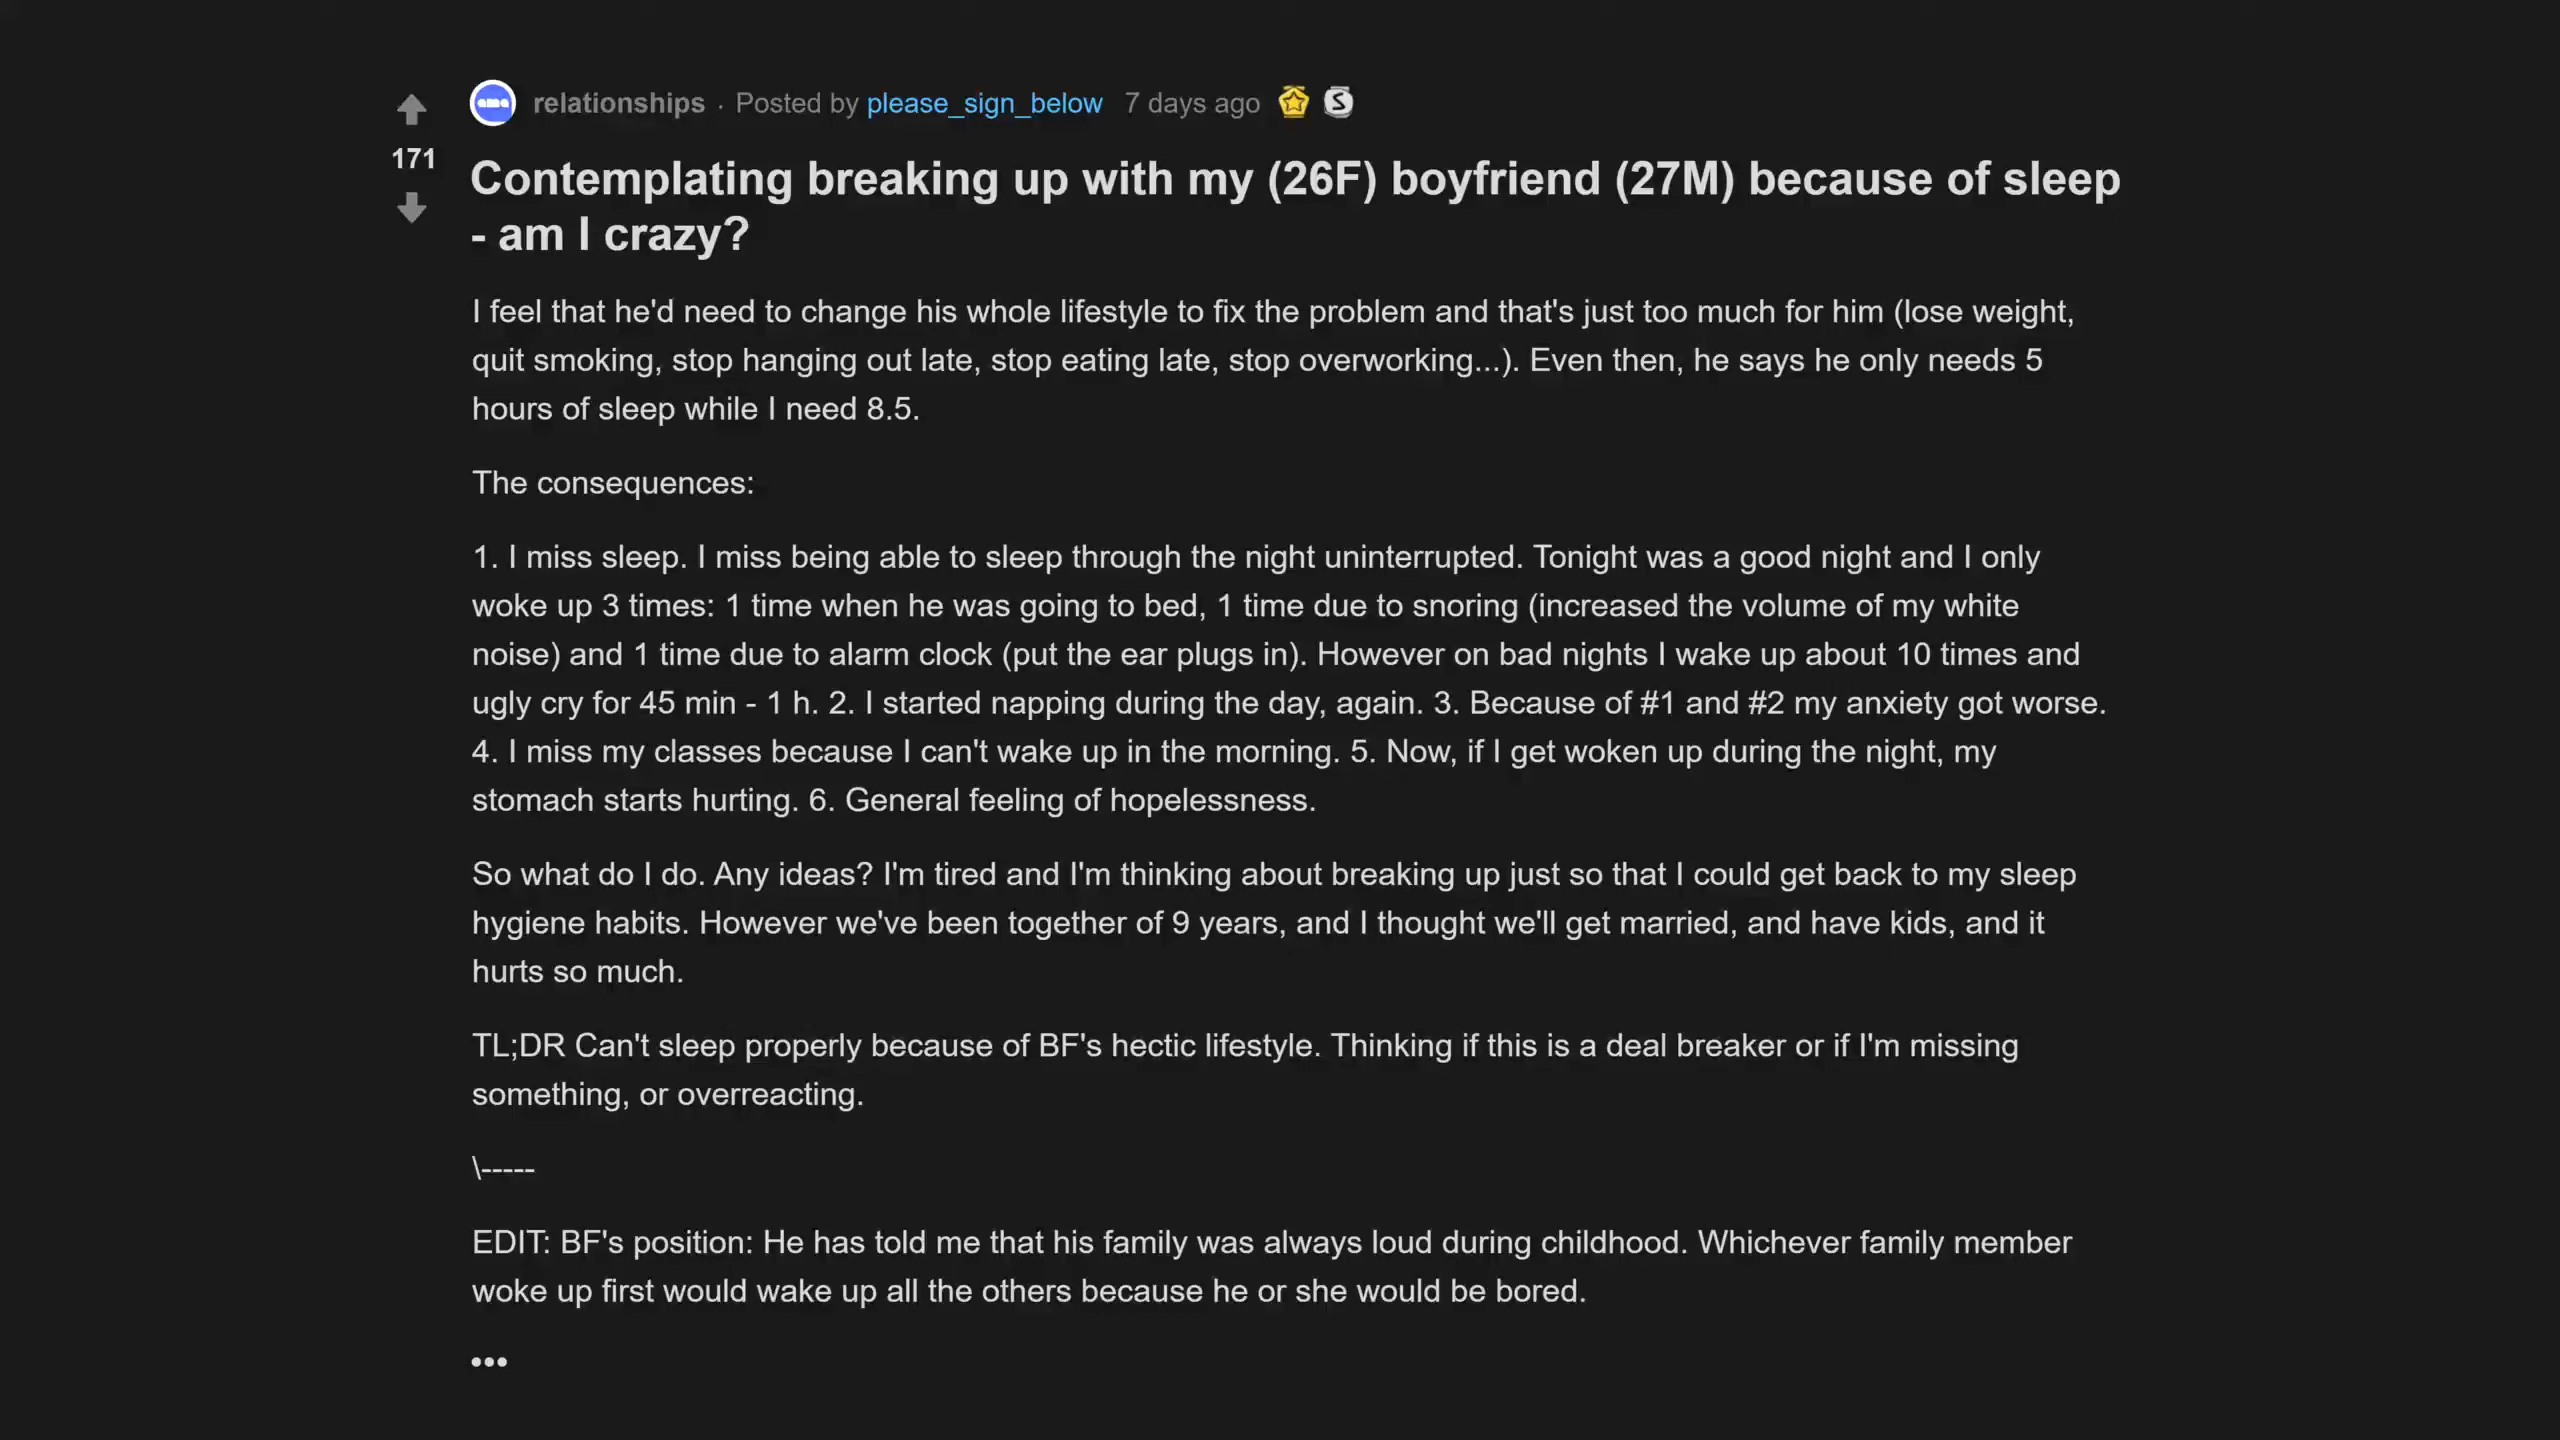 relationships · Posted by please_sign_below 7 days ago
171
Contemplating breaking up with my (26F) boyfriend (27M) because of sleep
- am I crazy?
I feel that he'd need to change his whole lifestyle to fix the problem and that's just too much for him (lose weight,
quit smoking, stop hanging out late, stop eating late, stop overworking...). Even then, he says he only needs 5
hours of sleep while I need 8.5.
The consequences:
1. I miss sleep. I miss being able to sleep through the night uninterrupted. Tonight was a good night and I only
woke up 3 times: 1 time when he was going to bed, 1 time due to snoring (increased the volume of my white
noise) and 1 time due to alarm clock (put the ear plugs in). However on bad nights I wake up about 10 times and
ugly cry for 45 min - 1 h. 2. I started napping during the day, again. 3. Because of #1 and #2 my anxiety got worse.
4. I miss my classes because I can't wake up in the morning. 5. Now, if I get woken up during the night, my
stomach starts hurting. 6. General feeling of hopelessness.
So what do I do. Any ideas? I'm tired and I'm thinking about breaking up just so that I could get back to my sleep
hygiene habits. However we've been together of 9 years, and I thought we'll get married, and have kids, and it
hurts so much.
TL;DR Can't sleep properly because of BF's hectic lifestyle. Thinking if this is a deal breaker or if I'm missing
something, or overreacting.
\-----
EDIT: BF's position: He has told me that his family was always loud during childhood. Whichever family member
woke up first would wake up all the others because he or she would be bored.
•••